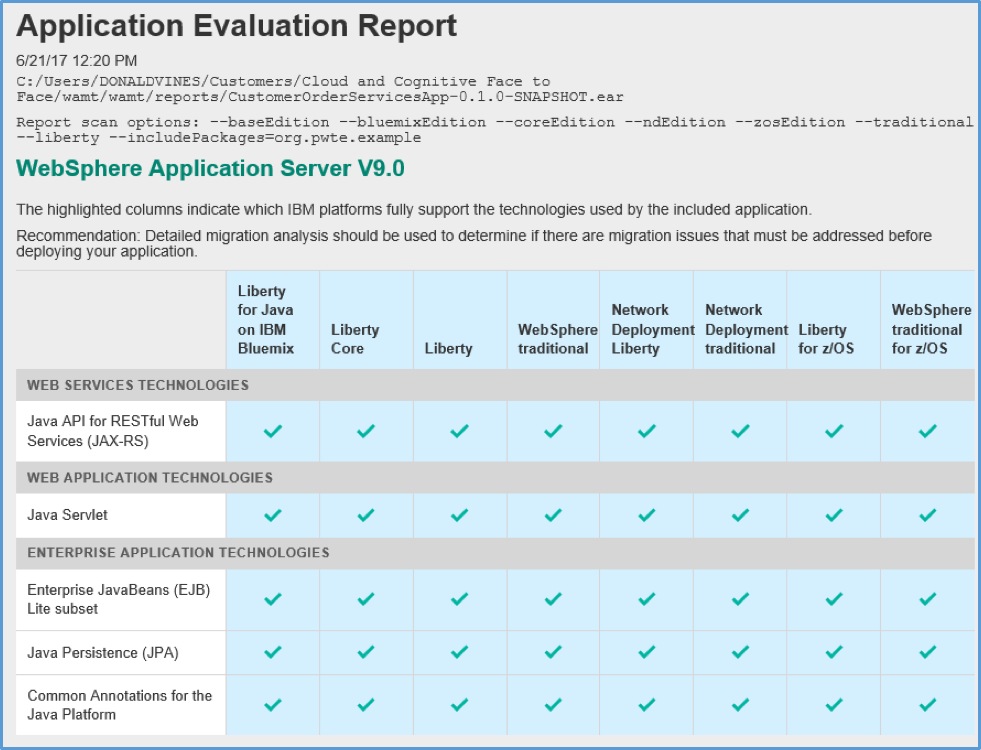 Application Evaluation Report
6/21/17 12:20 PM
C:/Users/DONALDVINES/Customers/Cloud and Cognitive Face to
Face/wamt/wamt/reports/CustomerOrderServicesApp-0.1.0-SNAPSHOT.ear
Report scan options: --baseEdition --bluemixEdition --coreEdition --ndEdition --zosEdition --traditional
--liberty --includePackages=org.pwte.example
WebSphere Application Server V9.0
The highlighted columns indicate which IBM platforms fully support the technologies used by the included application.
Recommendation: Detailed migration analysis should be used to determine if there are migration issues that must be addressed before
deploying your application.
Liberty
for Java
on IBM
Bluemix
Liberty
Core
Liberty
WebSphere
traditional
Network
Deployment
Liberty
Network
Deployment
traditional
Liberty
for z/OS
WebSphere
traditional
for z/OS
WEB SERVICES TECHNOLOGIES
Java API for RESTful Web
Services (JAX-RS)
WEB APPLICATION TECHNOLOGIES
Java Servlet
ENTERPRISE APPLICATION TECHNOLOGIES
Enterprise JavaBeans (EJB)
Lite subset
Java Persistence (JPA)
Common Annotations for the
Java Platform